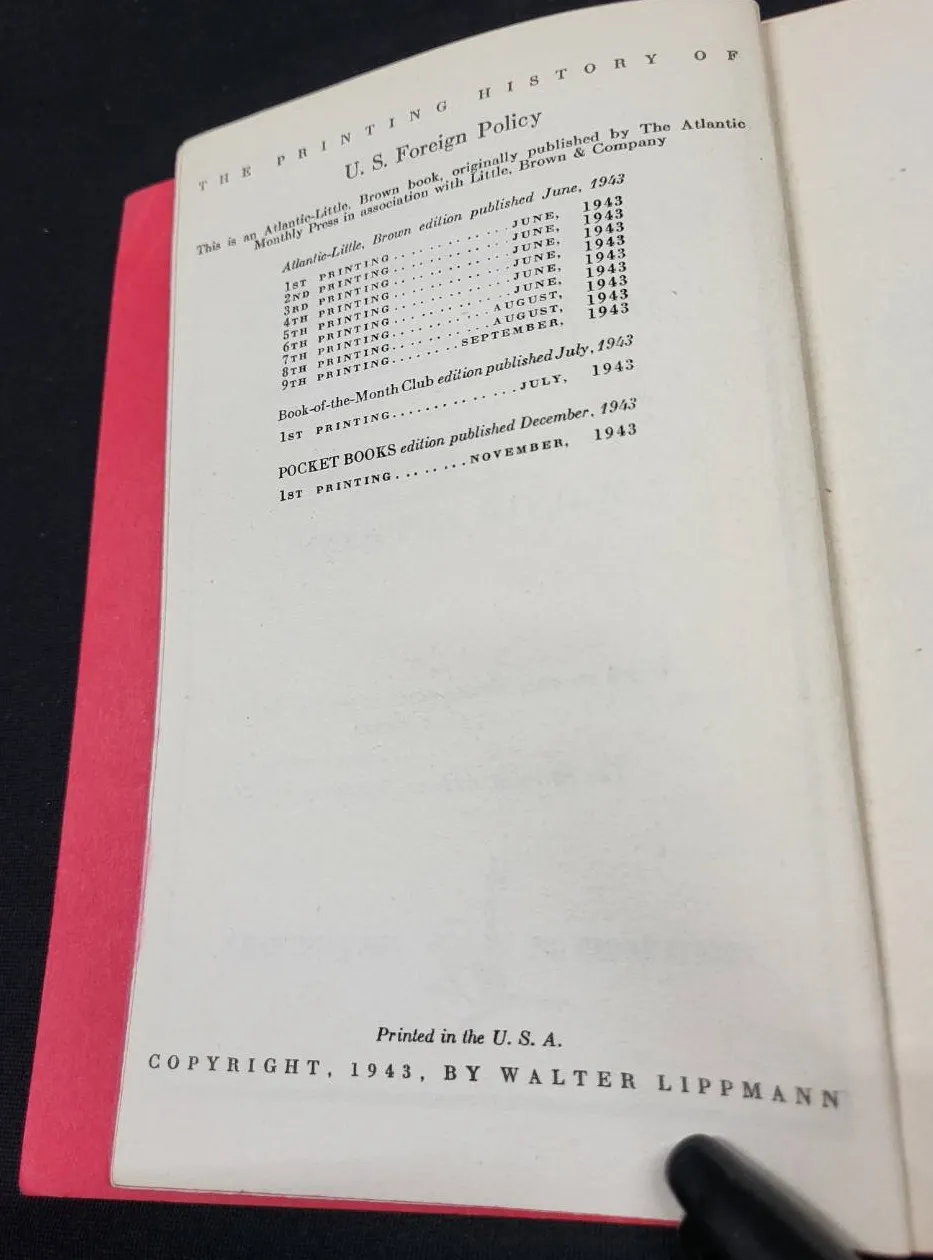 THE PRINTING HISTORY OF
U. S. Foreign Policy
This is an Atlantic-Little, Brown book, originally published by The Atlantic
Monthly Press in association with Little, Brown & Company
Atlantic-Little, Brown edition published June, 1943
1ST PRINTING............JUNE, 1943
2ND PRINTING............JUNE, 1943
3RD PRINTING............JUNE, 1943
4TH PRINTING............JUNE, 1943
5TH PRINTING............JUNE, 1943
6TH PRINTING............JUNE, 1943
7TH PRINTING..........AUGUST, 1943
8TH PRINTING..........AUGUST, 1943
9TH PRINTING........SEPTEMBER, 1943
Book-of-the-Month Club edition published July, 1943
1ST PRINTING.............JULY, 1943
POCKET BOOKS edition published December, 1943
1ST PRINTING........NOVEMBER, 1943
Printed in the U. S. A.
COPYRIGHT, 1943, BY WALTER LIPPMANN